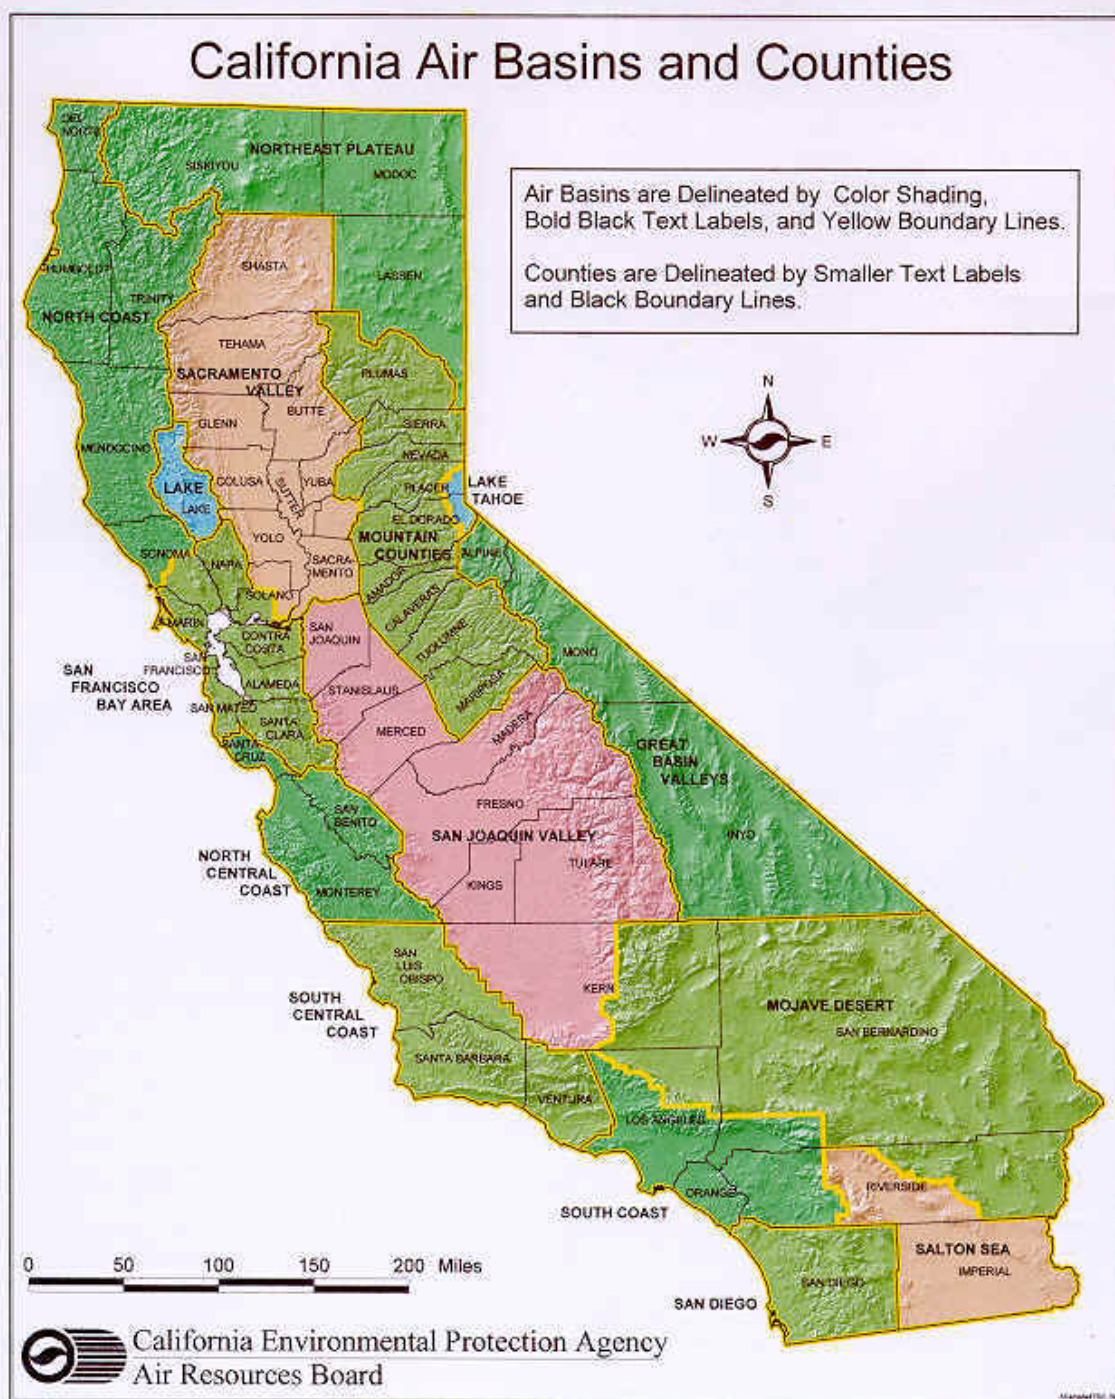 California Air Basins and Counties
Air Basins are Delineated by Color Shading,
Bold Black Text Labels, and Yellow Boundary Lines.
Counties are Delineated by Smaller Text Labels
and Black Boundary Lines.
DEL
NORTE
NORTHEAST PLATEAU
SISKIYOU
MODOC
HUMBOLDT
TRINITY
NORTH COAST
SHASTA
LASSEN
TEHAMA
SACRAMENTO
VALLEY
PLUMAS
GLENN
BUTTE
SIERRA
MENDOCINO
NEVADA
LAKE
LAKE
COLUSA
SUTTER
YUBA
PLACER
LAKE
TAHOE
EL DORADO
MOUNTAIN
COUNTIES
ALPINE
SONOMA
NAPA
YOLO
SACRA-
MENTO
AMADOR
SOLANO
CALAVERAS
MARIN
CONTRA
COSTA
SAN
JOAQUIN
TUOLUMNE
MONO
SAN
FRANCISCO
SAN
FRANCISCO
BAY AREA
ALAMEDA
STANISLAUS
MARIPOSA
SAN MATEO
SANTA
CLARA
MERCED
MADERA
SANTA
CRUZ
GREAT
BASIN
VALLEYS
SAN
BENITO
FRESNO
SAN JOAQUIN VALLEY
INYO
NORTH
CENTRAL
COAST
MONTEREY
KINGS
TULARE
SAN
LUIS
OBISPO
KERN
SOUTH
CENTRAL
COAST
MOJAVE DESERT
SAN BERNARDINO
SANTA BARBARA
VENTURA
LOS ANGELES
ORANGE
RIVERSIDE
SOUTH COAST
SALTON SEA
IMPERIAL
SAN DIEGO
SAN DIEGO
N
W
E
S
0 50 100 150 200 Miles
California Environmental Protection Agency
Air Resources Board